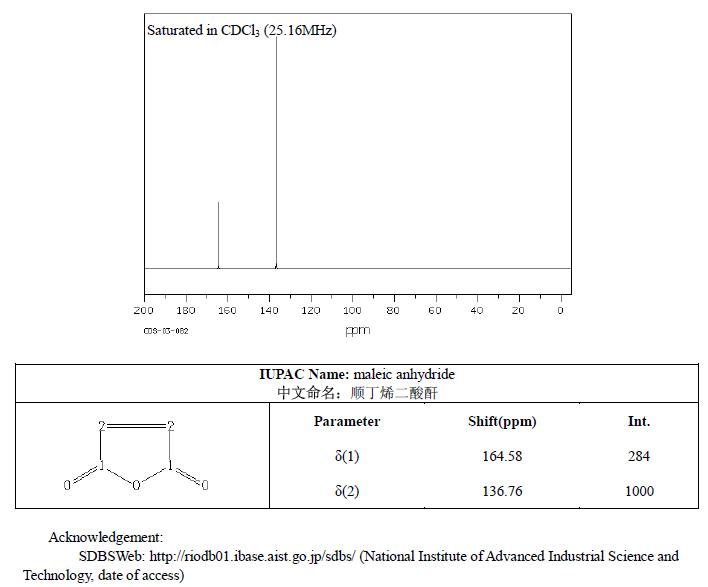 Saturated in CDCl₃ (25.16MHz)
200 180 160 140 120 100 80 60 40 20 0
CDS-03-082
ppm
IUPAC Name: maleic anhydride
中文命名：顺丁烯二酸酐
Parameter Shift(ppm) Int.
2 2
δ(1) 164.58 284
1 1
O O O
δ(2) 136.76 1000
Acknowledgement:
SDBSWeb: http://riodb01.ibase.aist.go.jp/sdbs/ (National Institute of Advanced Industrial Science and
Technology, date of access)